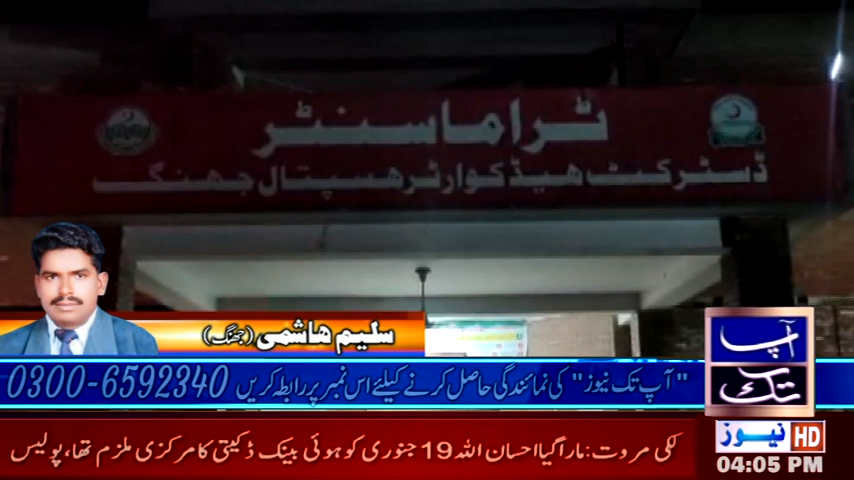 ٹراما سنٹر
ڈسٹرکٹ ہیڈ کوارٹر ہسپتال جھنگ
سلیم ہاشمی (جھنگ)
آپ تک
"آپ تک نیوز" کی نمائندگی حاصل کرنے کیلئے اس نمبر پر رابطہ کریں 0300-6592340
لکی مروت: مارا گیا احسان اللہ 19 جنوری کو ہوئی بینک ڈکیتی کا مرکزی ملزم تھا، پولیس
نیوز HD
04:05 PM